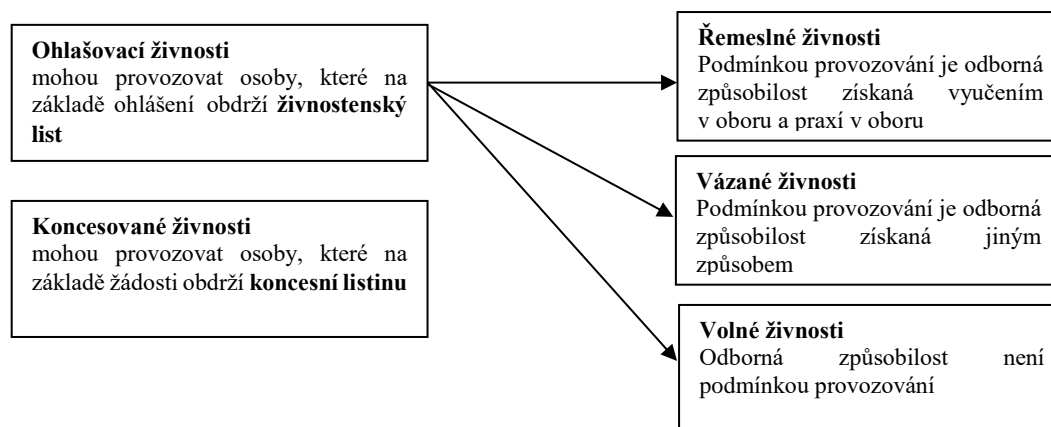 Ohlašovací živnosti
mohou provozovat osoby, které na
základě ohlášení obdrží živnostenský
list
Koncesované živnosti
mohou provozovat osoby, které na
základě žádosti obdrží koncesní listinu
Řemeslné živnosti
Podmínkou provozování je odborná
způsobilost získaná vyučením
v oboru a praxí v oboru
Vázané živnosti
Podmínkou provozování je odborná
způsobilost získaná jiným
způsobem
Volné živnosti
Odborná způsobilost není
podmínkou provozování